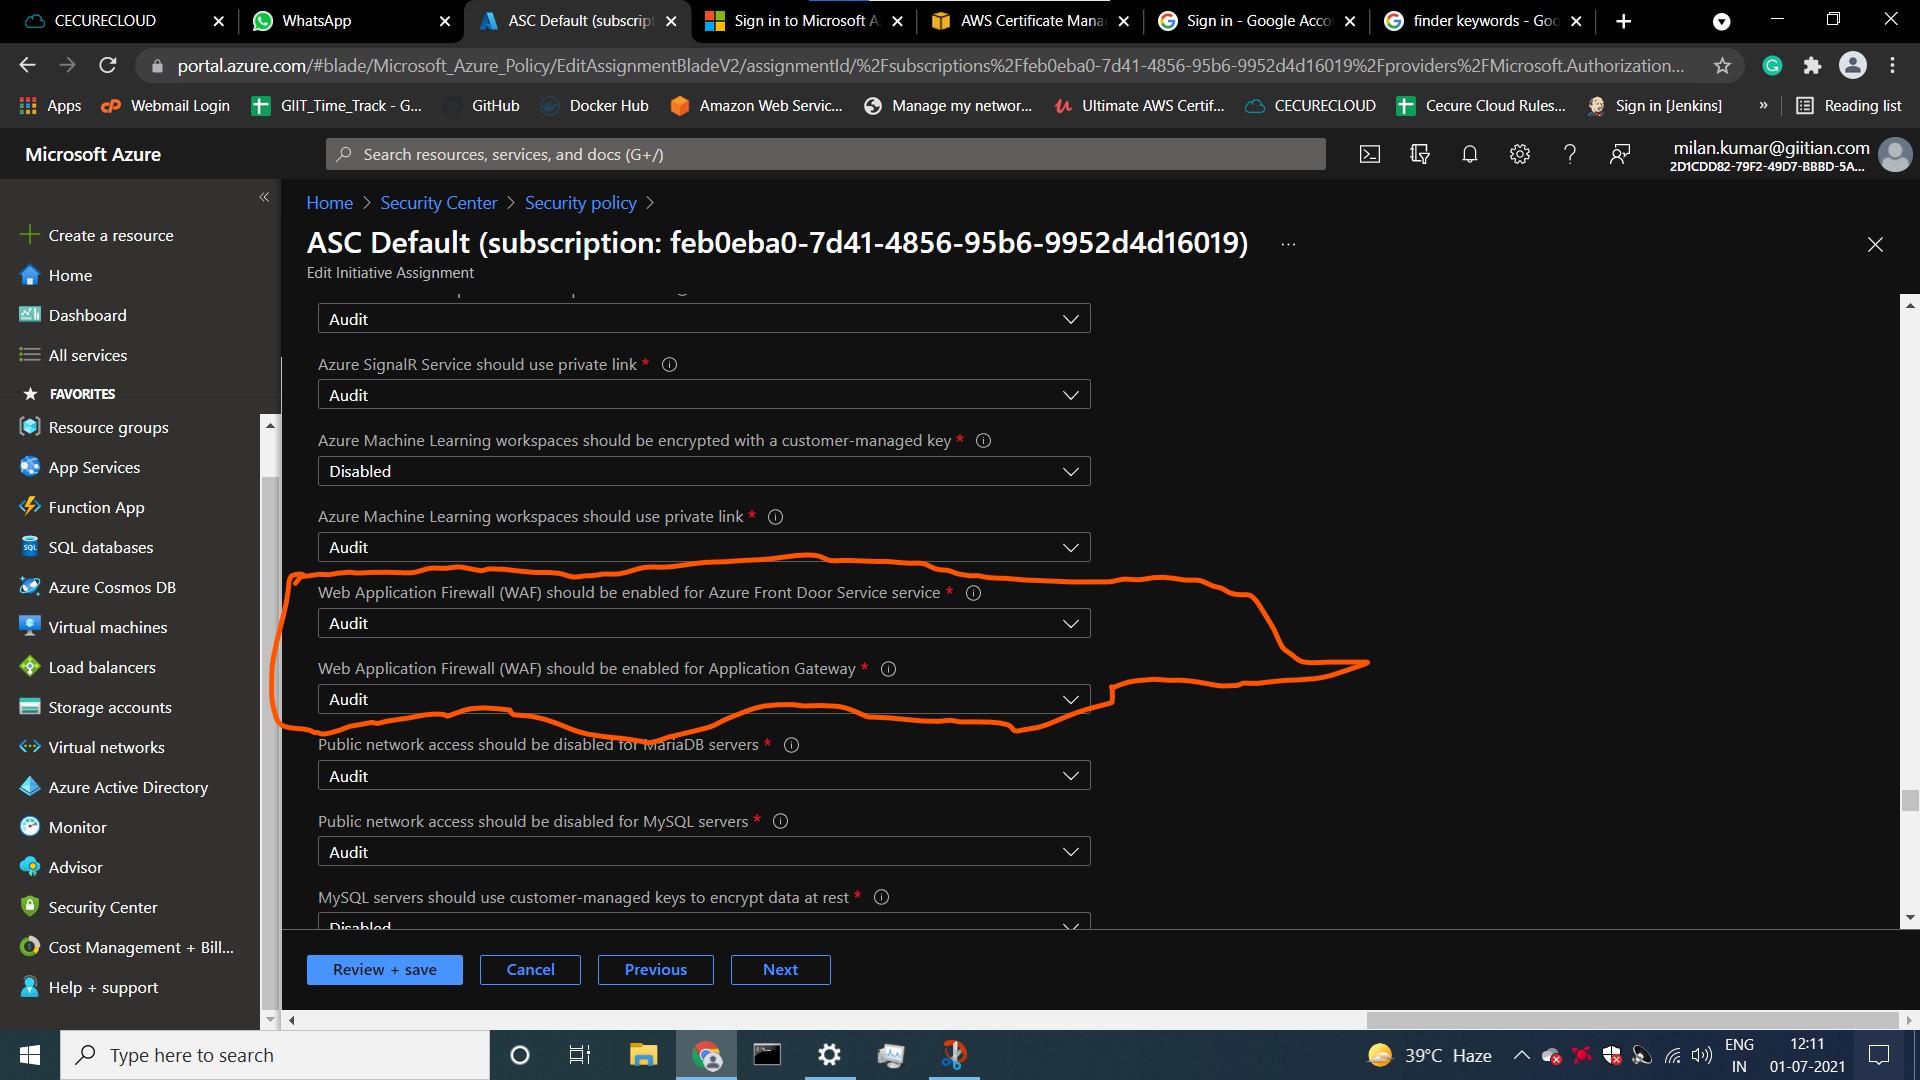 CECURECLOUD
WhatsApp
ASC Default (subscript
Sign in to Microsoft A
AWS Certificate Mana
Sign in - Google Acco
finder keywords - Goo
portal.azure.com/#blade/Microsoft_Azure_Policy/EditAssignmentBladeV2/assignmentId/%2Fsubscriptions%2Ffeb0eba0-7d41-4856-95b6-9952d4d16019%2Fproviders%2FMicrosoft.Authorization...
Apps
Webmail Login
GIIT_Time_Track - G...
GitHub
Docker Hub
Amazon Web Servic...
Manage my networ...
Ultimate AWS Certif...
CECURECLOUD
Cecure Cloud Rules...
Sign in [Jenkins]
»
Reading list
Microsoft Azure
Search resources, services, and docs (G+/)
milan.kumar@giitian.com
2D1CDD82-79F2-49D7-BBBD-5A...
Home > Security Center > Security policy >
ASC Default (subscription: feb0eba0-7d41-4856-95b6-9952d4d16019) ...
Edit Initiative Assignment
«
Create a resource
Home
Dashboard
All services
FAVORITES
Resource groups
App Services
Function App
SQL databases
Azure Cosmos DB
Virtual machines
Load balancers
Storage accounts
Virtual networks
Azure Active Directory
Monitor
Advisor
Security Center
Cost Management + Bill...
Help + support
Audit
Azure SignalR Service should use private link *
Audit
Azure Machine Learning workspaces should be encrypted with a customer-managed key *
Disabled
Azure Machine Learning workspaces should use private link *
Audit
Web Application Firewall (WAF) should be enabled for Azure Front Door Service service *
Audit
Web Application Firewall (WAF) should be enabled for Application Gateway *
Audit
Public network access should be disabled for MariaDB servers *
Audit
Public network access should be disabled for MySQL servers *
Audit
MySQL servers should use customer-managed keys to encrypt data at rest *
Disabled
Review + save
Cancel
Previous
Next
Type here to search
39°C Haze
ENG
IN
12:11
01-07-2021